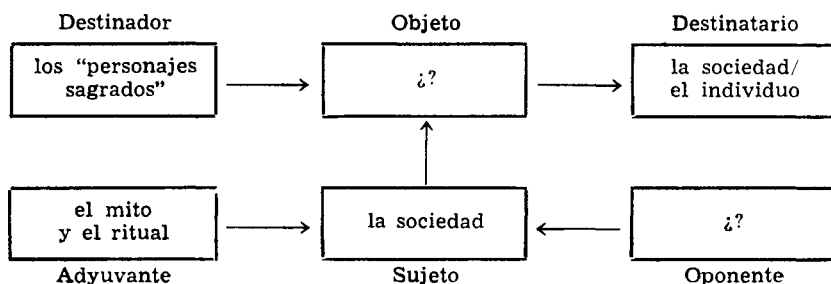 Destinador Objeto Destinatario
los “personajes sagrados” ¿? la sociedad/ el individuo
el mito y el ritual la sociedad ¿?
Adyuvante Sujeto Oponente